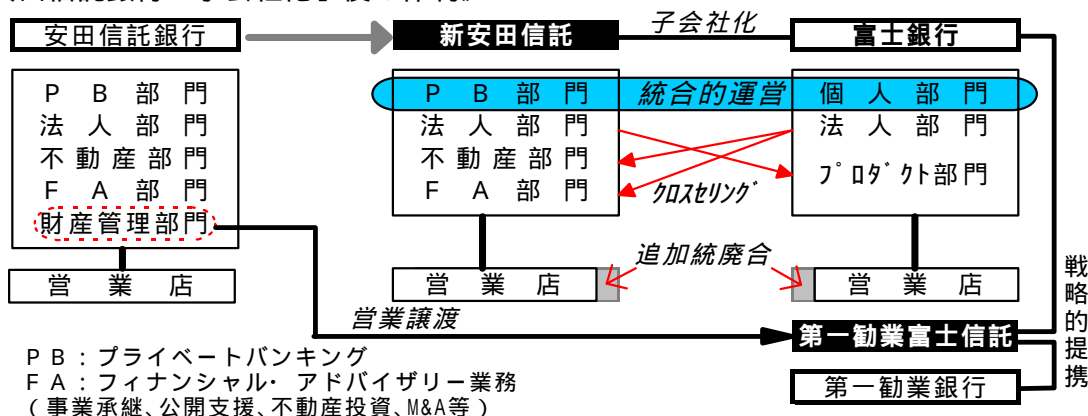 安田信託銀行
新安田信託
子会社化
富士銀行
ＰＢ部門
法人部門
不動産部門
ＦＡ部門
財産管理部門
営業店
ＰＢ部門
法人部門
不動産部門
ＦＡ部門
統合的運営
クロスセリング
個人部門
法人部門
プロダクト部門
追加統廃合
営業店
営業店
営業譲渡
第一勧業富士信託
第一勧業銀行
戦略的提携
ＰＢ：プライベートバンキング
ＦＡ：フィナンシャル・アドバイザリー業務
（事業承継、公開支援、不動産投資、M&A等）